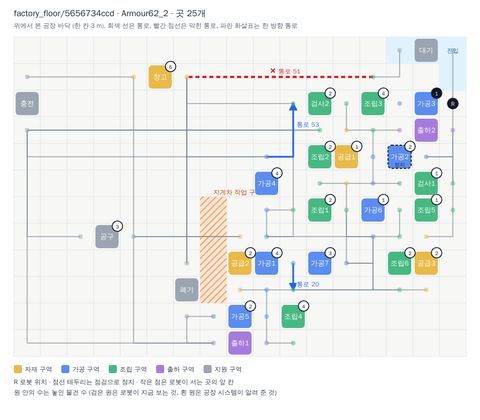 factory_floor/5656734ccd · Armour62_2 · 곳 25개
위에서 본 공장 바닥 (한 칸 3 m). 회색 선은 통로, 빨간 점선은 막힌 통로, 파란 화살표는 한 방향 통로
대기
진입
창고 6
✕ 통로 51
충전
검사2 2
조립3 4
가공3 1
R
통로 53
출하2
조립2 2
공급1 1
가공2 2
가공4 4
검사1 1
지게차 작업 구
조립1 2
가공6 1
조립5 1
공구 3
공급2 2
가공1 4
가공7 3
조립6 2
공급3 2
통로 20
폐기
가공5 2
조립4 4
출하1
자재 구역
가공 구역
조립 구역
출하 구역
지원 구역
R 로봇 위치 · 점선 테두리는 점검으로 정지 · 작은 점은 로봇이 서는 곳의 앞 칸
원 안의 수는 놓인 물건 수 (검은 원은 로봇이 지금 보는 것, 흰 원은 공장 시스템이 알려 준 것)